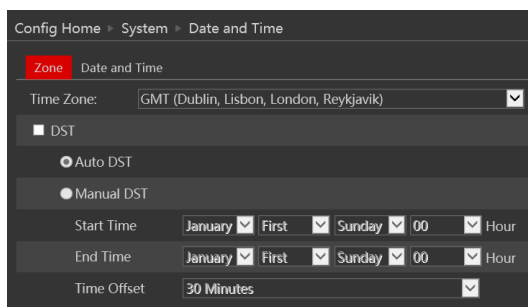 Config Home ▸ System ▸ Date and Time
Zone Date and Time
Time Zone: GMT (Dublin, Lisbon, London, Reykjavik)
DST
Auto DST
Manual DST
Start Time January First Sunday 00 Hour
End Time January First Sunday 00 Hour
Time Offset 30 Minutes